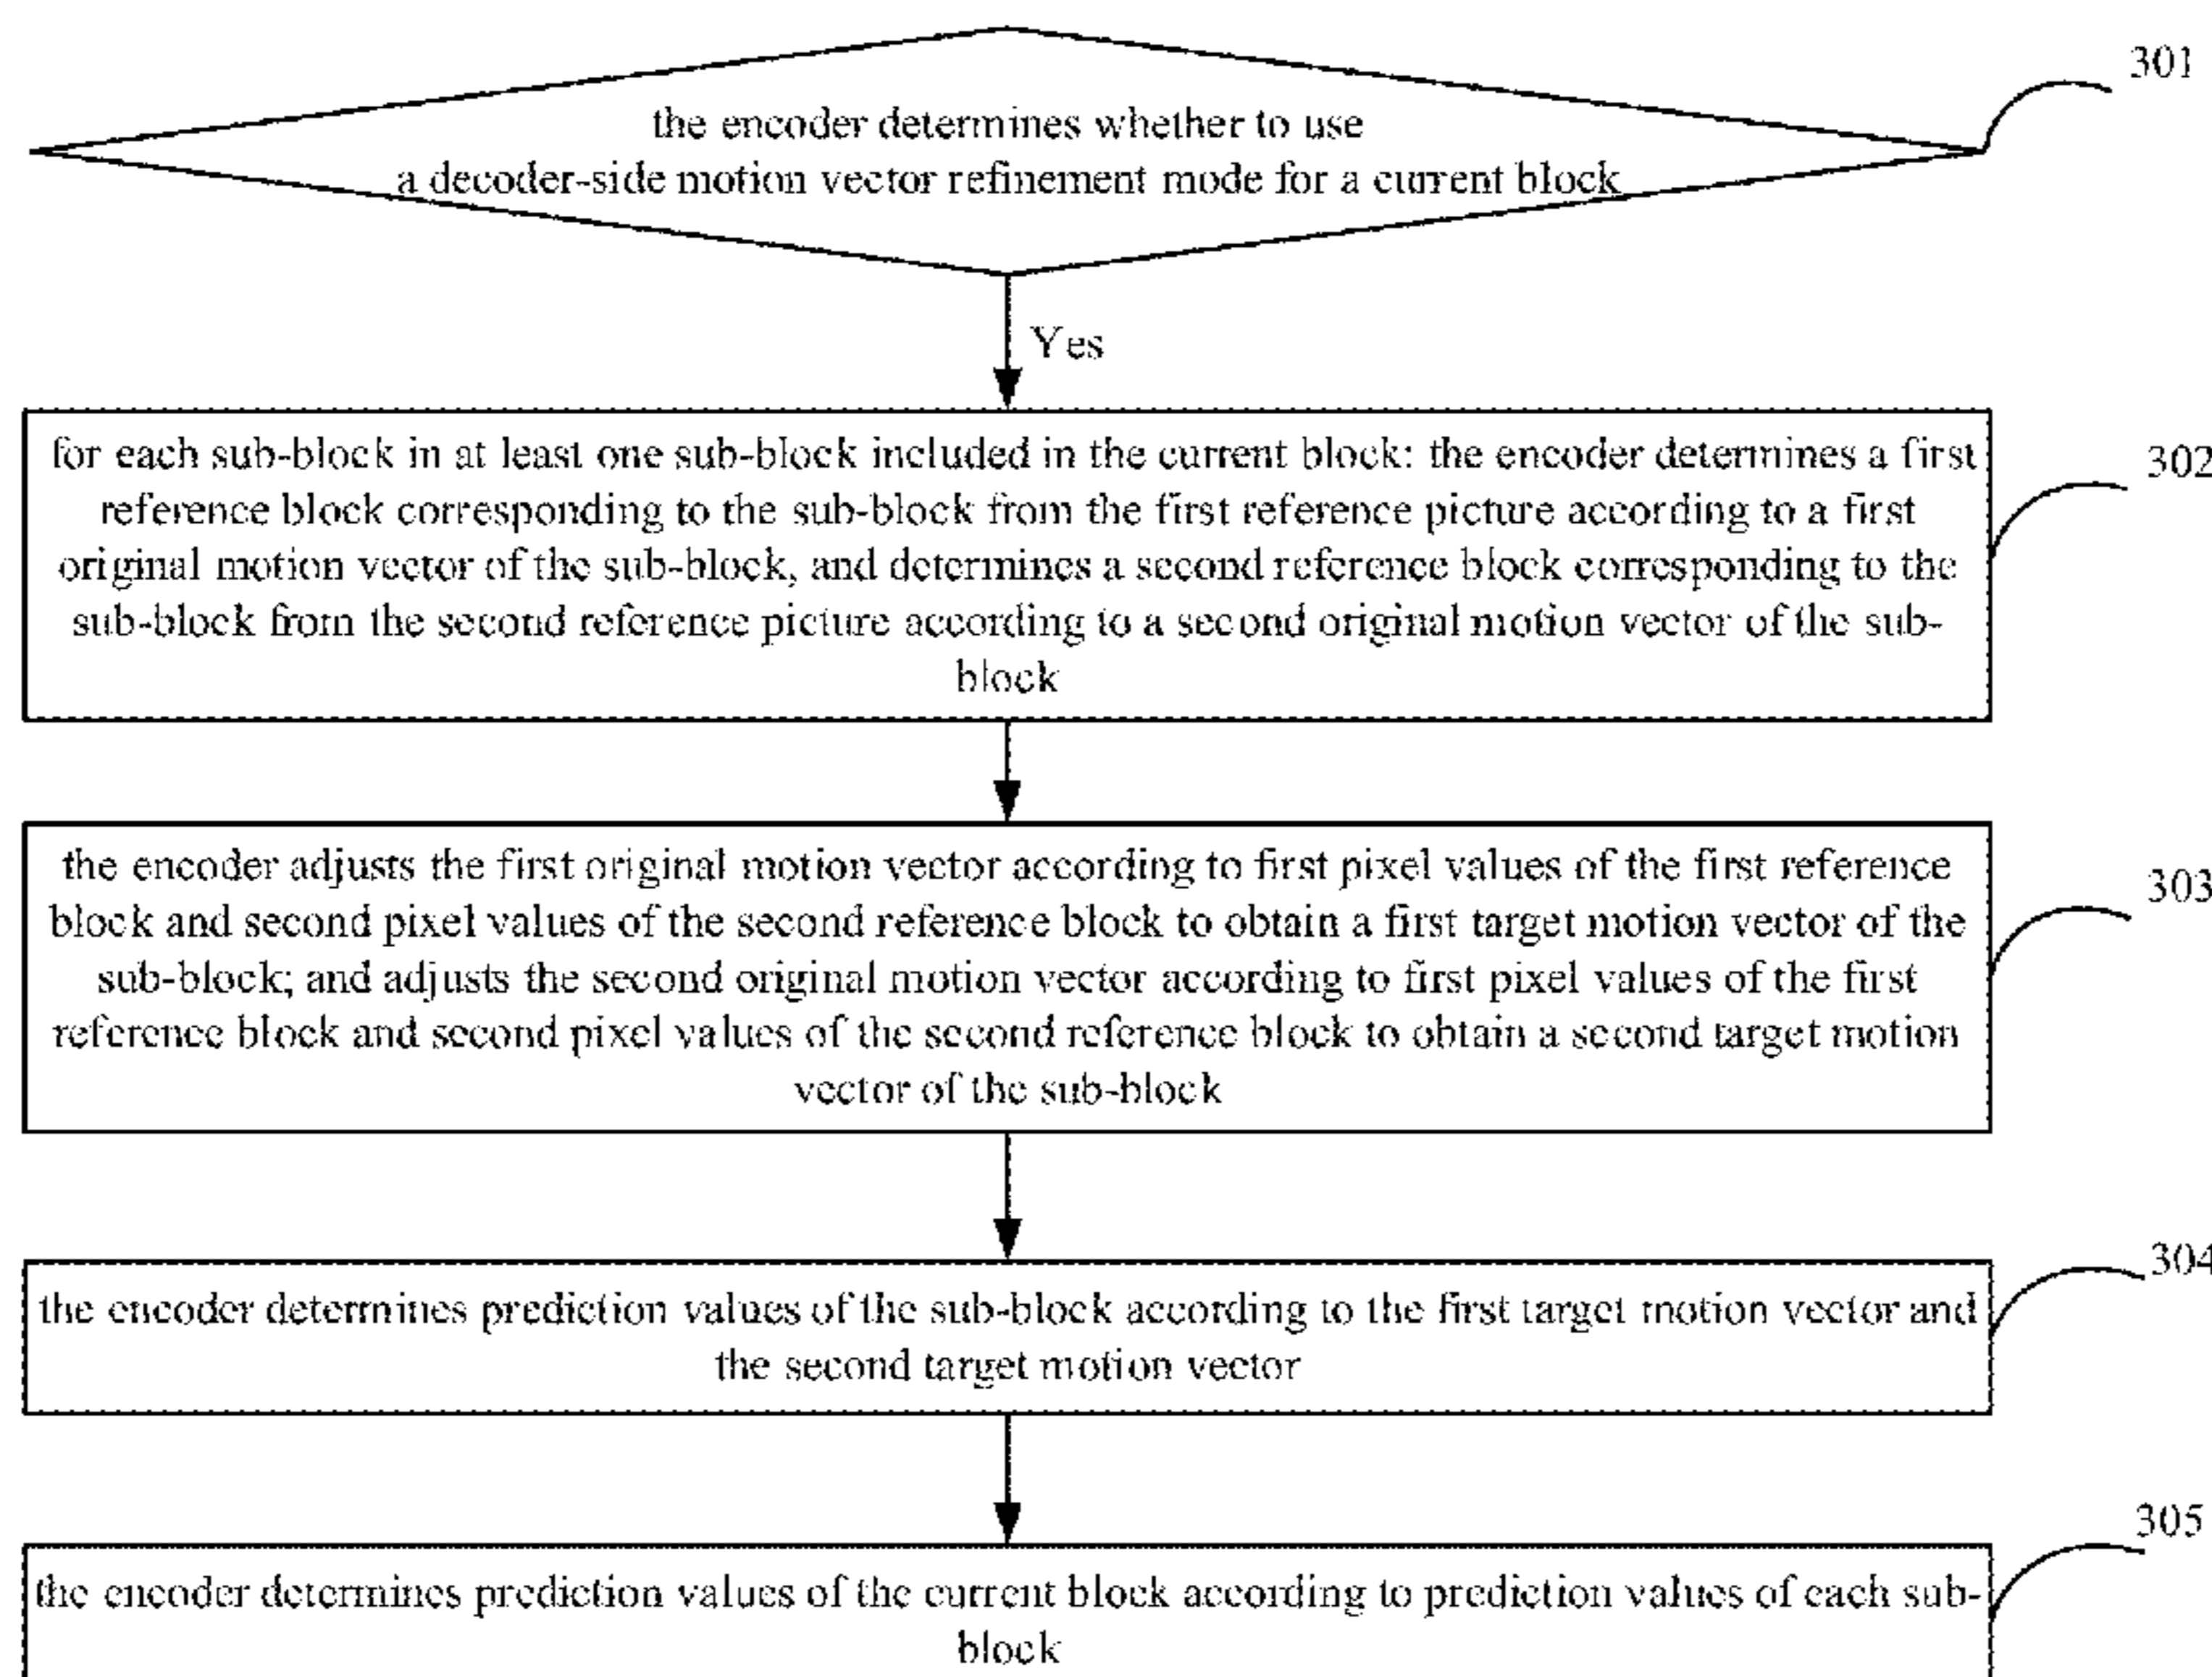 the encoder determines whether to use
a decoder-side motion vector refinement mode for a current block
301
Yes
for each sub-block in at least one sub-block included in the current block: the encoder determines a first
reference block corresponding to the sub-block from the first reference picture according to a first
original motion vector of the sub-block, and determines a second reference block corresponding to the
sub-block from the second reference picture according to a second original motion vector of the sub-
block
302
the encoder adjusts the first original motion vector according to first pixel values of the first reference
block and second pixel values of the second reference block to obtain a first target motion vector of the
sub-block; and adjusts the second original motion vector according to first pixel values of the first
reference block and second pixel values of the second reference block to obtain a second target motion
vector of the sub-block
303
the encoder determines prediction values of the sub-block according to the first target motion vector and
the second target motion vector
304
the encoder determines prediction values of the current block according to prediction values of each sub-
block
305